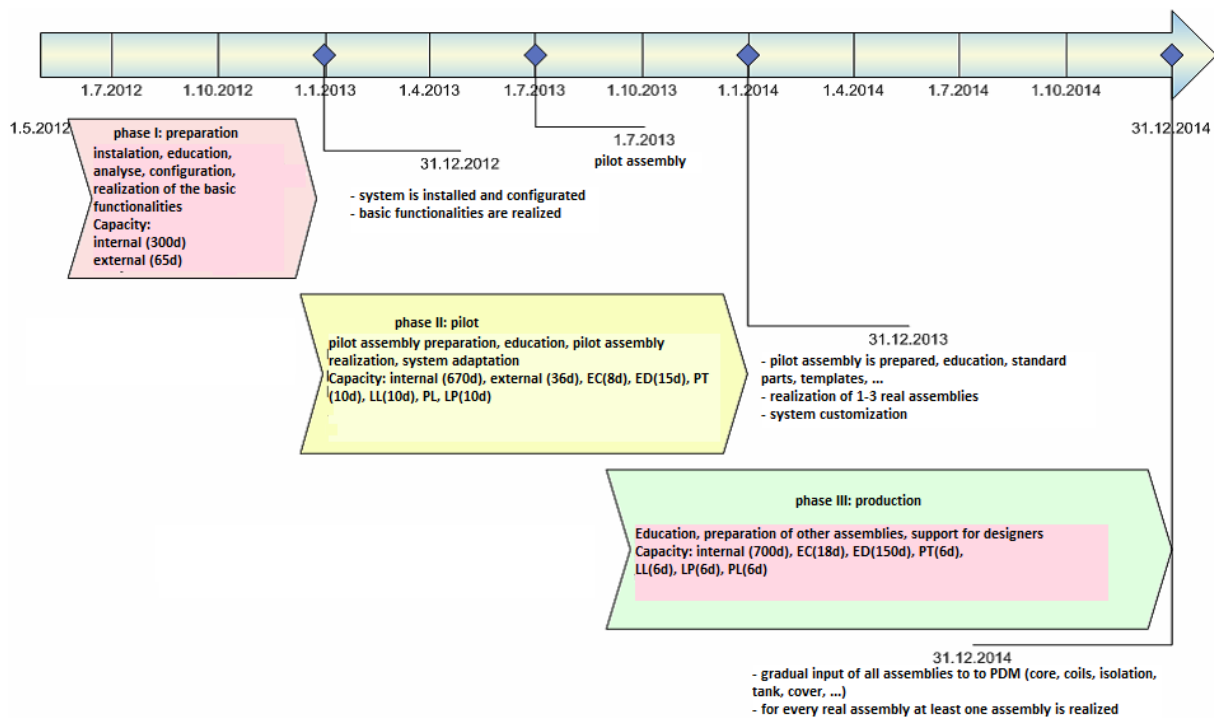 1.7.2012
1.10.2012
1.1.2013
1.4.2013
1.7.2013
1.10.2013
1.1.2014
1.4.2014
1.7.2014
1.10.2014
1.5.2012
31.12.2014
phase I: preparation
instalation, education,
analyse, configuration,
realization of the basic
functionalities
Capacity:
internal (300d)
external (65d)
31.12.2012
- system is installed and configurated
- basic functionalities are realized
1.7.2013
pilot assembly
phase II: pilot
pilot assembly preparation, education, pilot assembly
realization, system adaptation
Capacity: internal (670d), external (36d), EC(8d), ED(15d), PT
(10d), LL(10d), PL, LP(10d)
31.12.2013
- pilot assembly is prepared, education, standard
parts, templates, ...
- realization of 1-3 real assemblies
- system customization
phase III: production
Education, preparation of other assemblies, support for designers
Capacity: internal (700d), EC(18d), ED(150d), PT(6d),
LL(6d), LP(6d), PL(6d)
31.12.2014
- gradual input of all assemblies to to PDM (core, coils, isolation,
tank, cover, ...)
- for every real assembly at least one assembly is realized